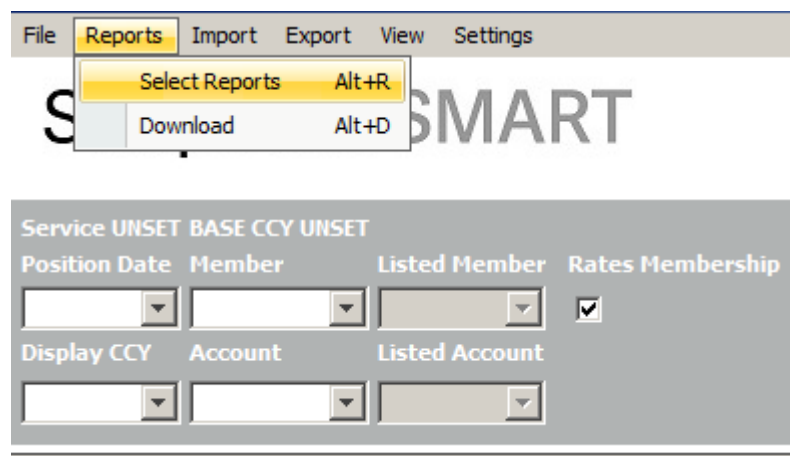 File Reports Import Export View Settings
Select Reports Alt+R
Download Alt+D
SMART
Service UNSET BASE CCY UNSET
Position Date Member Listed Member Rates Membership
Display CCY Account Listed Account